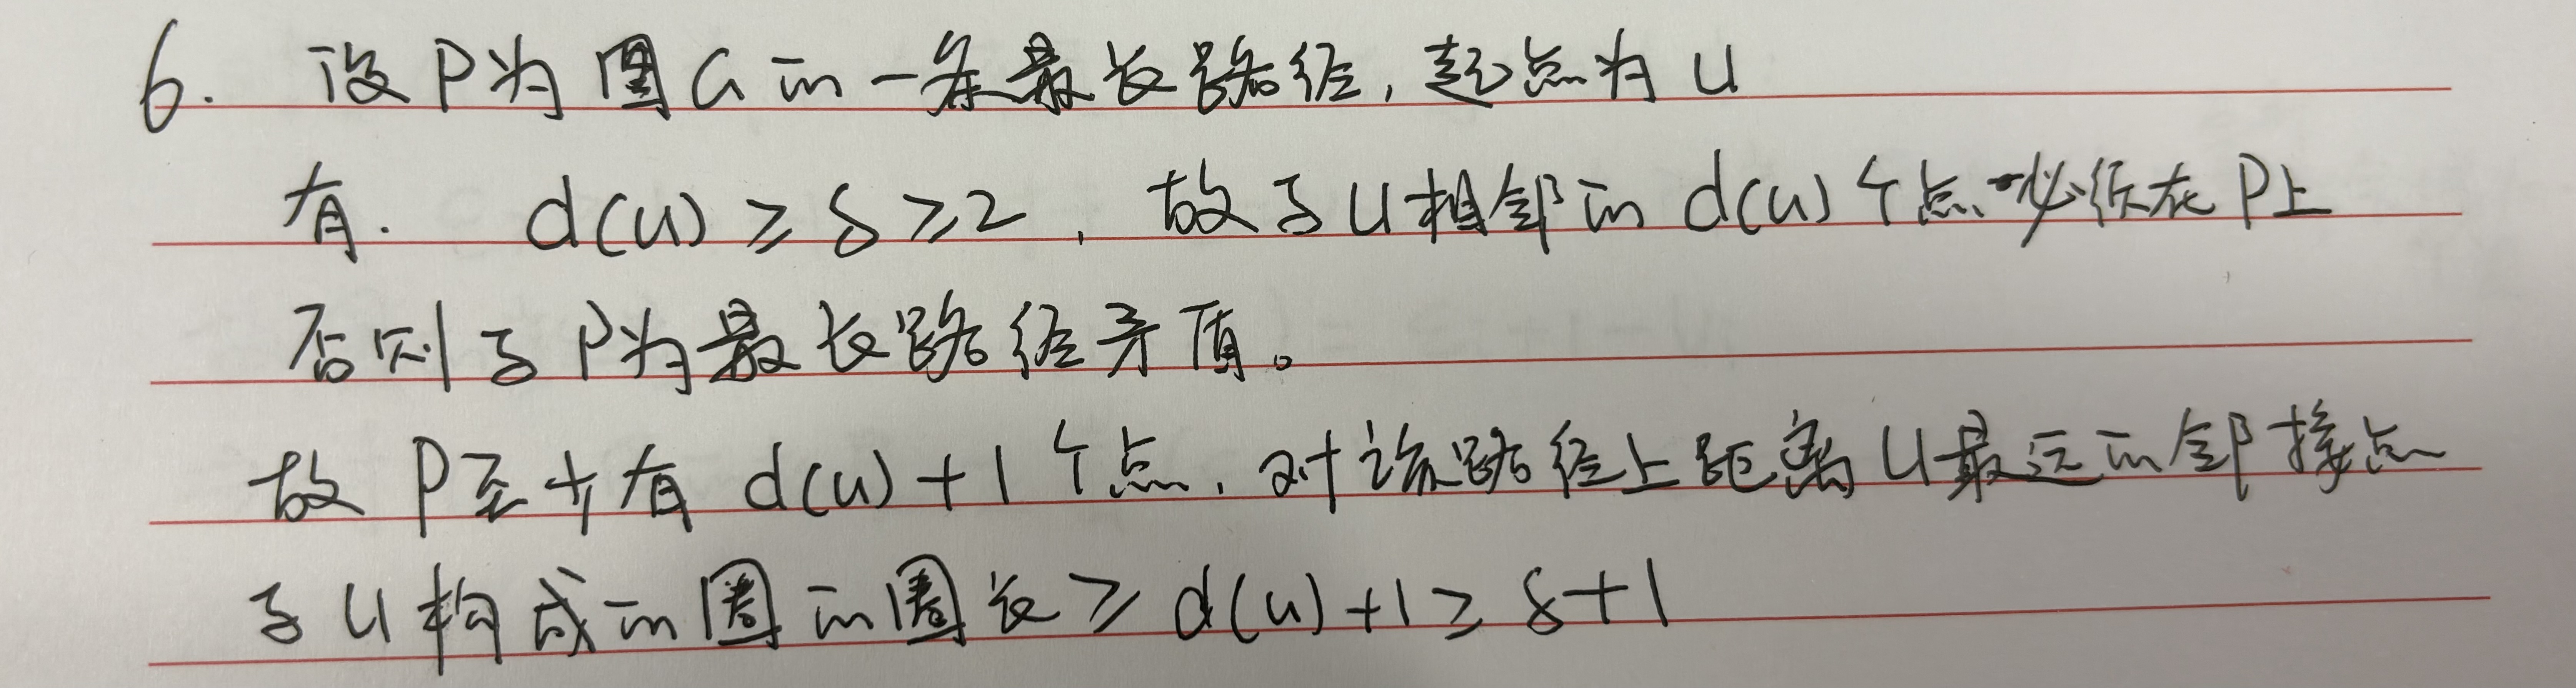 6. 设P为图G的一条最长路径,起点为u
有. d(u) ≥ δ ≥ 2, 故与u相邻的d(u)个点必然在P上
否则与P为最长路径矛盾。
故P至少有d(u)+1个点,对该路径上距离u最远的邻接点
与u构成的圈的圈长 ≥ d(u)+1 ≥ δ+1